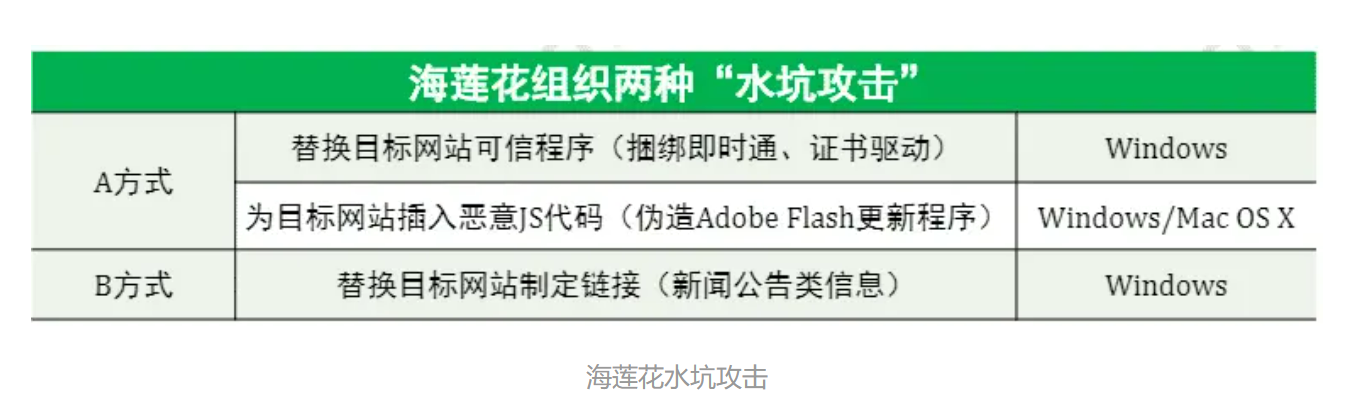 海莲花组织两种“水坑攻击”
A方式
替换目标网站可信程序（捆绑即时通、证书驱动）
Windows
为目标网站插入恶意JS代码（伪造Adobe Flash更新程序）
Windows/Mac OS X
B方式
替换目标网站制定链接（新闻公告类信息）
Windows
海莲花水坑攻击